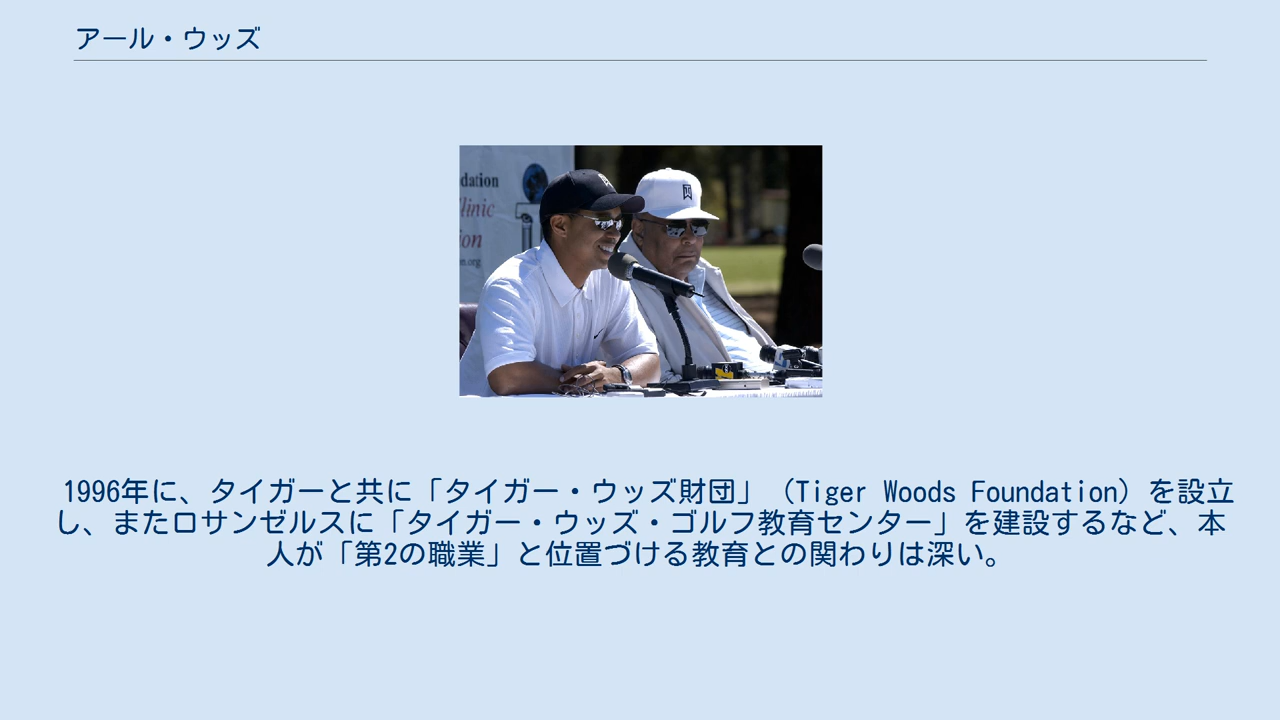 アール・ウッズ
dation
linic
ion
n.org
1996年に、タイガーと共に「タイガー・ウッズ財団」（Tiger Woods Foundation）を設立
し、またロサンゼルスに「タイガー・ウッズ・ゴルフ教育センター」を建設するなど、本
人が「第2の職業」と位置づける教育との関わりは深い。